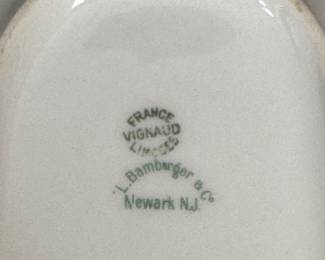 FRANCE
VIGNAUD
LIMOGES
L. Bamberger & Co
Newark N.J.